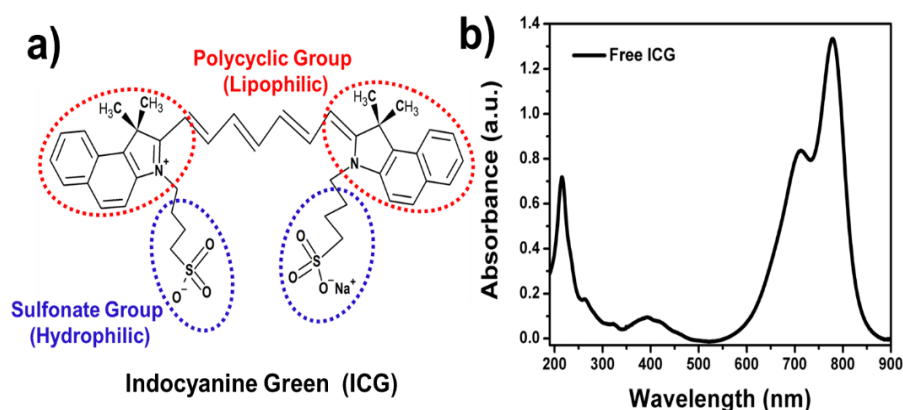 a)
Polycyclic Group
(Lipophilic)
H₃C CH₃
CH₃
H₃C
N⁺
N
O
S O
O⁻ O
O
O S
O⁻Na⁺
Sulfonate Group
(Hydrophilic)
Indocyanine Green (ICG)
b)
Free ICG
Absorbance (a.u.)
1.4
1.2
1.0
0.8
0.6
0.4
0.2
0.0
200 300 400 500 600 700 800 900
Wavelength (nm)